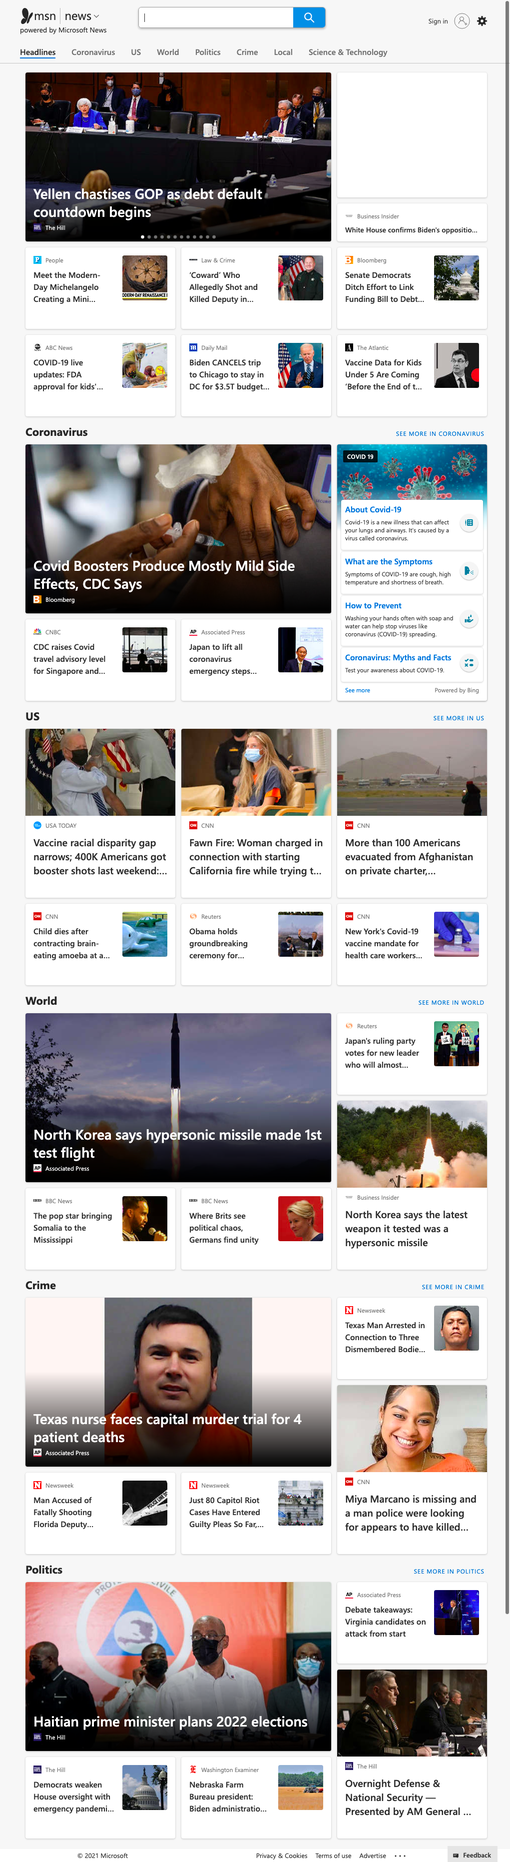 msn news
powered by Microsoft News
Sign in
Headlines Coronavirus US World Politics Crime Local Science & Technology
Yellen chastises GOP as debt default
countdown begins
The Hill
Business Insider
White House confirms Biden's oppositio...
People
Meet the Modern-
Day Michelangelo
Creating a Mini...
Law & Crime
'Coward' Who
Allegedly Shot and
Killed Deputy in...
Bloomberg
Senate Democrats
Ditch Effort to Link
Funding Bill to Debt...
ABC News
COVID-19 live
updates: FDA
approval for kids'...
Daily Mail
Biden CANCELS trip
to Chicago to stay in
DC for $3.5T budget...
The Atlantic
Vaccine Data for Kids
Under 5 Are Coming
'Before the End of t...
Coronavirus
SEE MORE IN CORONAVIRUS
Covid Boosters Produce Mostly Mild Side
Effects, CDC Says
Bloomberg
COVID 19
About Covid-19
Covid-19 is a new illness that can affect
your lungs and airways. It's caused by a
virus called coronavirus.
What are the Symptoms
Symptoms of COVID-19 are cough, high
temperature and shortness of breath.
How to Prevent
Washing your hands often with soap and
water can help stop viruses like
coronavirus (COVID-19) spreading.
Coronavirus: Myths and Facts
Test your awareness about COVID-19.
See more
Powered by Bing
CNBC
CDC raises Covid
travel advisory level
for Singapore and...
Associated Press
Japan to lift all
coronavirus
emergency steps...
US
SEE MORE IN US
USA TODAY
Vaccine racial disparity gap
narrows; 400K Americans got
booster shots last weekend:...
CNN
Fawn Fire: Woman charged in
connection with starting
California fire while trying t...
CNN
More than 100 Americans
evacuated from Afghanistan
on private charter,...
CNN
Child dies after
contracting brain-
eating amoeba at a...
Reuters
Obama holds
groundbreaking
ceremony for...
CNN
New York's Covid-19
vaccine mandate for
health care workers...
World
SEE MORE IN WORLD
North Korea says hypersonic missile made 1st
test flight
Associated Press
Reuters
Japan's ruling party
votes for new leader
who will almost...
Business Insider
North Korea says the latest
weapon it tested was a
hypersonic missile
BBC News
The pop star bringing
Somalia to the
Mississippi
BBC News
Where Brits see
political chaos,
Germans find unity
Crime
SEE MORE IN CRIME
Texas nurse faces capital murder trial for 4
patient deaths
Associated Press
Newsweek
Texas Man Arrested in
Connection to Three
Dismembered Bodie...
CNN
Miya Marcano is missing and
a man police were looking
for appears to have killed...
Newsweek
Man Accused of
Fatally Shooting
Florida Deputy...
Newsweek
Just 80 Capitol Riot
Cases Have Entered
Guilty Pleas So Far,...
Politics
SEE MORE IN POLITICS
Haitian prime minister plans 2022 elections
The Hill
Associated Press
Debate takeaways:
Virginia candidates on
attack from start
The Hill
Overnight Defense &
National Security —
Presented by AM General ...
The Hill
Democrats weaken
House oversight with
emergency pandemi...
Washington Examiner
Nebraska Farm
Bureau president:
Biden administratio...
© 2021 Microsoft
Privacy & Cookies Terms of use Advertise ...
Feedback